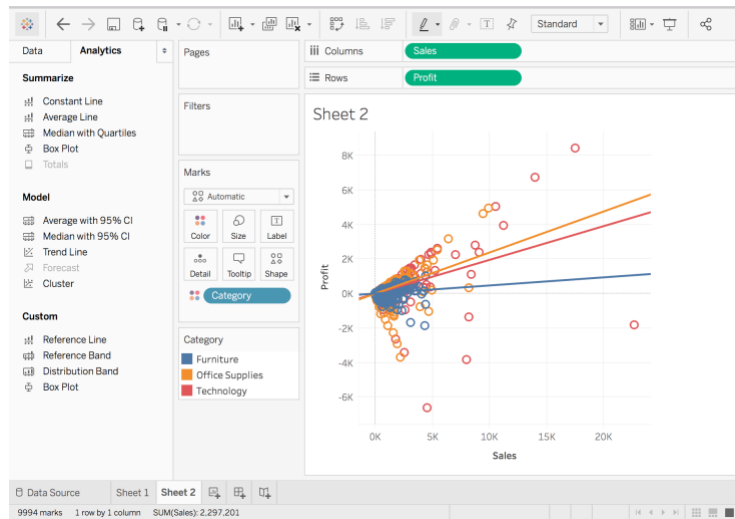 Standard
Data
Analytics
Pages
Columns
Sales
Rows
Profit
Summarize
Constant Line
Average Line
Median with Quartiles
Box Plot
Totals
Model
Average with 95% CI
Median with 95% CI
Trend Line
Forecast
Cluster
Custom
Reference Line
Reference Band
Distribution Band
Box Plot
Filters
Marks
Automatic
Color
Size
Label
Detail
Tooltip
Shape
Category
Category
Furniture
Office Supplies
Technology
Sheet 2
8K
6K
4K
2K
0K
-2K
-4K
-6K
Profit
0K
5K
10K
15K
20K
Sales
Data Source
Sheet 1
Sheet 2
9994 marks
1 row by 1 column
SUM(Sales): 2,297,201